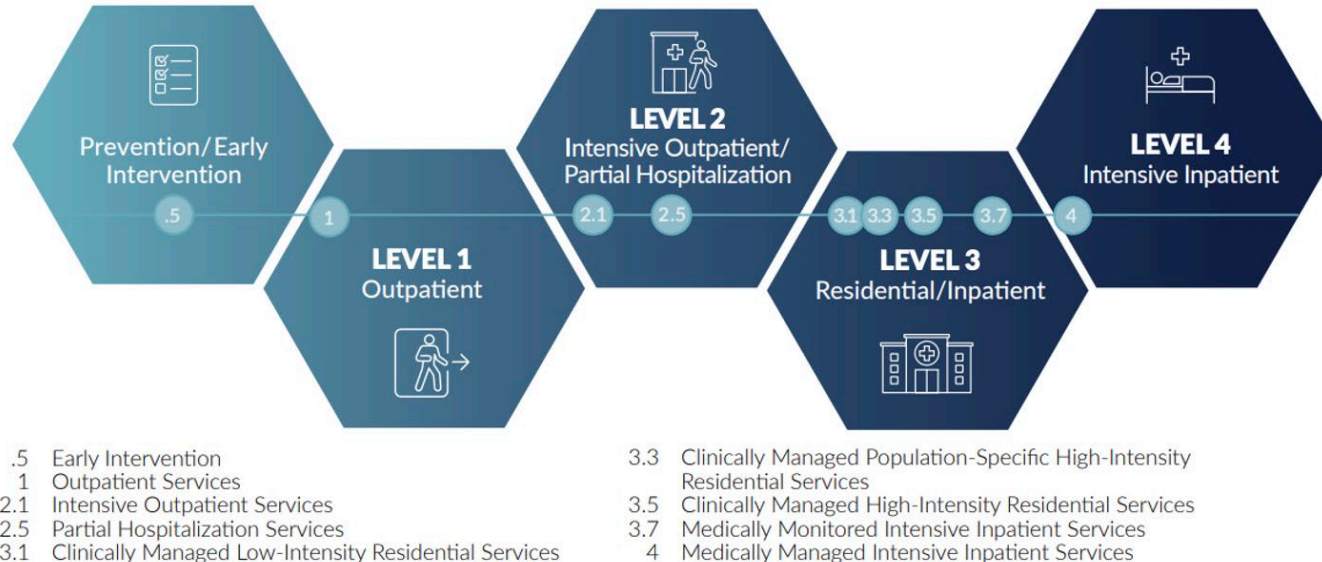 Prevention/Early
Intervention
.5
LEVEL 1
Outpatient
1
LEVEL 2
Intensive Outpatient/
Partial Hospitalization
2.1
2.5
LEVEL 3
Residential/Inpatient
3.1
3.3
3.5
3.7
LEVEL 4
Intensive Inpatient
4
.5 Early Intervention
1 Outpatient Services
2.1 Intensive Outpatient Services
2.5 Partial Hospitalization Services
3.1 Clinically Managed Low-Intensity Residential Services
3.3 Clinically Managed Population-Specific High-Intensity
Residential Services
3.5 Clinically Managed High-Intensity Residential Services
3.7 Medically Monitored Intensive Inpatient Services
4 Medically Managed Intensive Inpatient Services